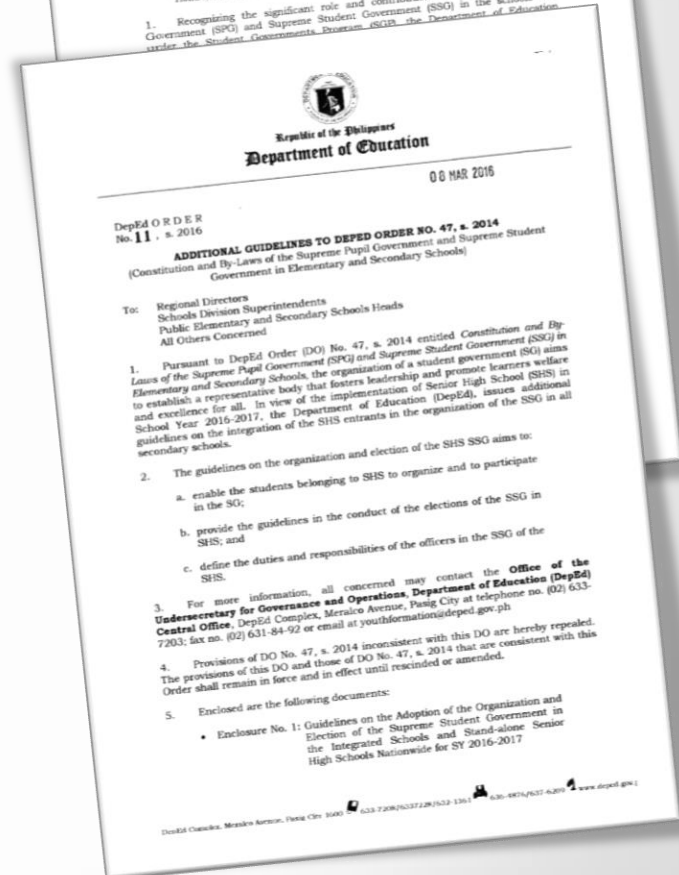 1. Recognizing the significant role and
Government (SPG) and Supreme Student Government (SSG) in the
under the Student Governments Program (SGP), the Department of Education
Republic of the Philippines
Department of Education
08 MAR 2016
DepEd O R D E R
No. 11 , s. 2016
ADDITIONAL GUIDELINES TO DEPED ORDER NO. 47, s. 2014
(Constitution and By-Laws of the Supreme Pupil Government and Supreme Student
Government in Elementary and Secondary Schools)
To: Regional Directors
Schools Division Superintendents
Public Elementary and Secondary Schools Heads
All Others Concerned
1. Pursuant to DepEd Order (DO) No. 47, s. 2014 entitled Constitution and By-
Laws of the Supreme Pupil Government (SPG) and Supreme Student Government (SSG) in
Elementary and Secondary Schools, the organization of a student government (SG) aims
to establish a representative body that fosters leadership and promote learners welfare
and excellence for all. In view of the implementation of Senior High School (SHS) in
School Year 2016-2017, the Department of Education (DepEd), issues additional
guidelines on the integration of the SHS entrants in the organization of the SSG in all
secondary schools.
2. The guidelines on the organization and election of the SHS SSG aims to:
a. enable the students belonging to SHS to organize and to participate
in the SG;
b. provide the guidelines in the conduct of the elections of the SSG in
SHS; and
c. define the duties and responsibilities of the officers in the SSG of the
SHS.
3. For more information, all concerned may contact the Office of the
Undersecretary for Governance and Operations, Department of Education (DepEd)
Central Office, DepEd Complex, Meralco Avenue, Pasig City at telephone no. (02) 633-
7203; fax no. (02) 631-84-92 or email at youthformation@deped.gov.ph
4. Provisions of DO No. 47, s. 2014 inconsistent with this DO are hereby repealed.
The provisions of this DO and those of DO No. 47, s. 2014 that are consistent with this
Order shall remain in force and in effect until rescinded or amended.
5. Enclosed are the following documents:
• Enclosure No. 1: Guidelines on the Adoption of the Organization and
Election of the Supreme Student Government in
the Integrated Schools and Stand-alone Senior
High Schools Nationwide for SY 2016-2017
DepEd Complex, Meralco Avenue, Pasig City 1600 633-7208/6337228/632-1361 636-4876/637-6209 www.deped.gov.